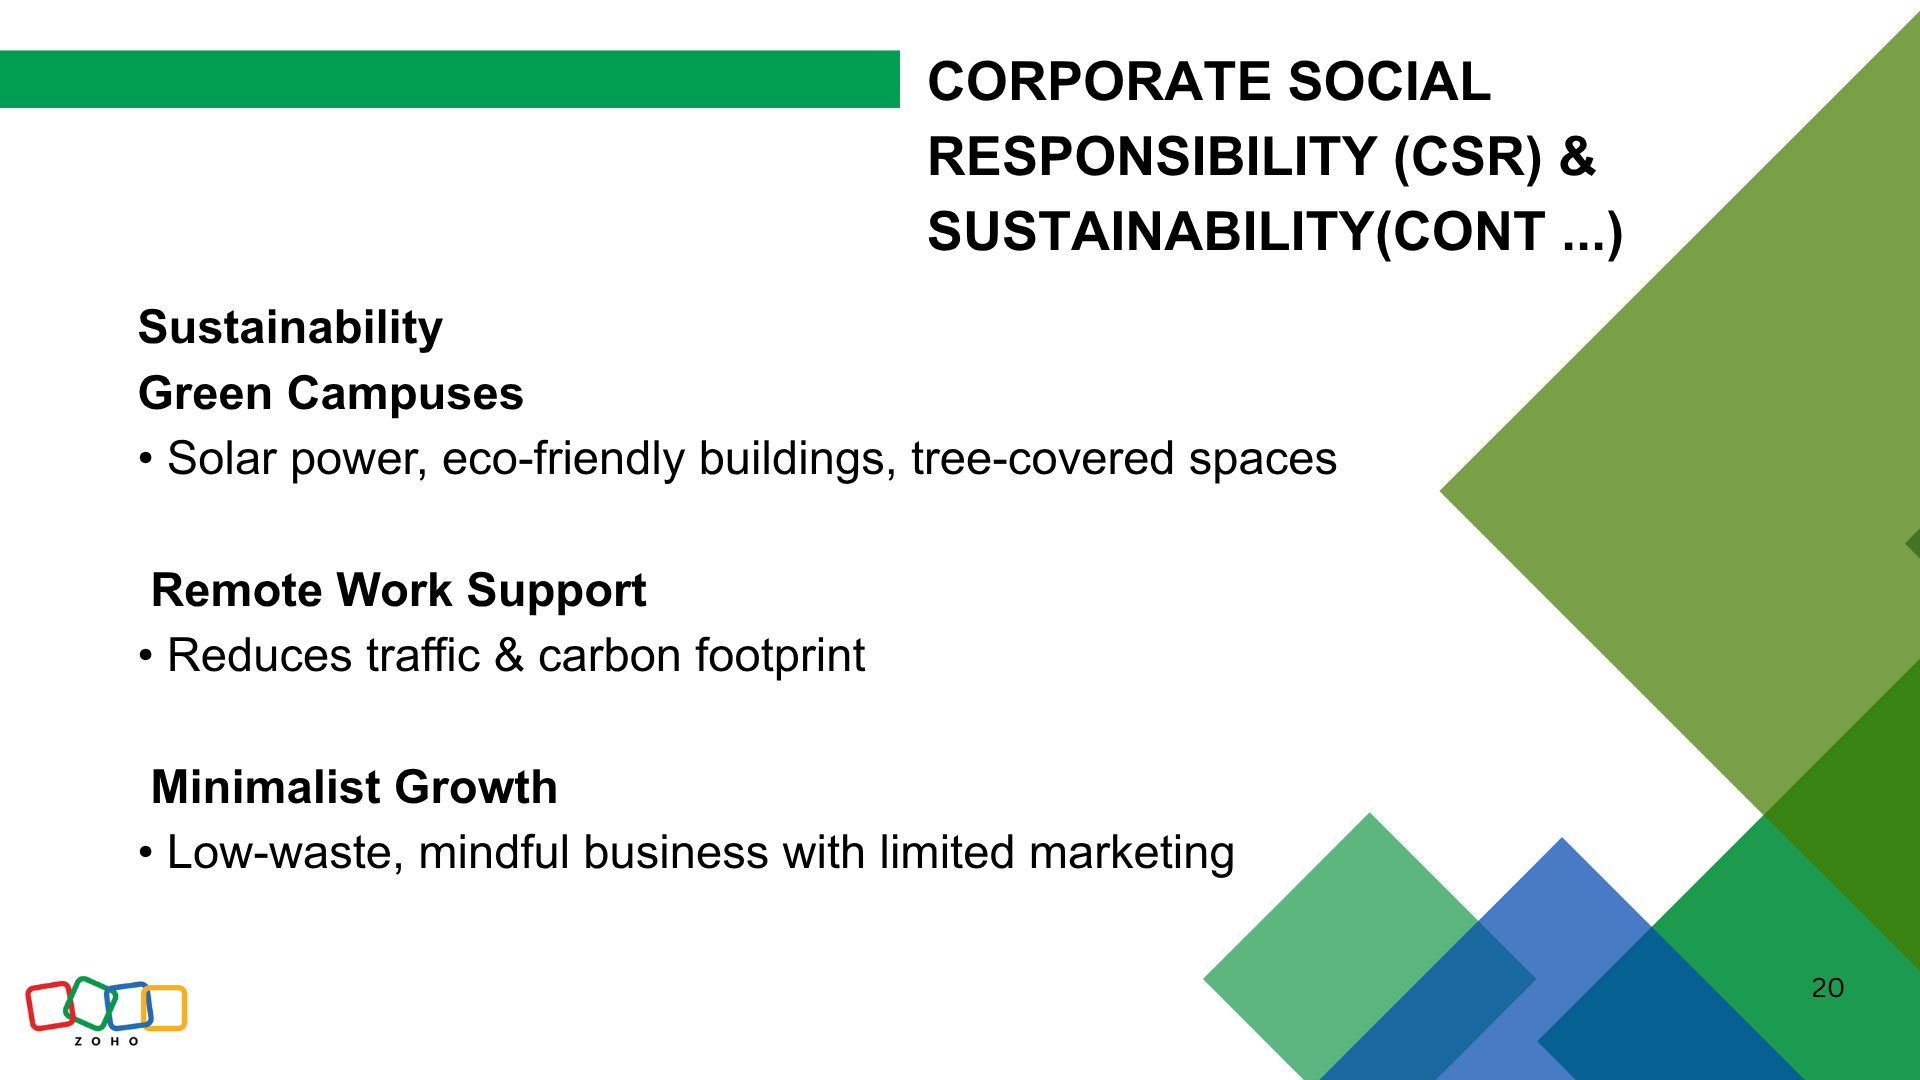 CORPORATE SOCIAL
RESPONSIBILITY (CSR) &
SUSTAINABILITY(CONT ...)
Sustainability
Green Campuses
• Solar power, eco-friendly buildings, tree-covered spaces
Remote Work Support
• Reduces traffic & carbon footprint
Minimalist Growth
• Low-waste, mindful business with limited marketing
ZOHO
20